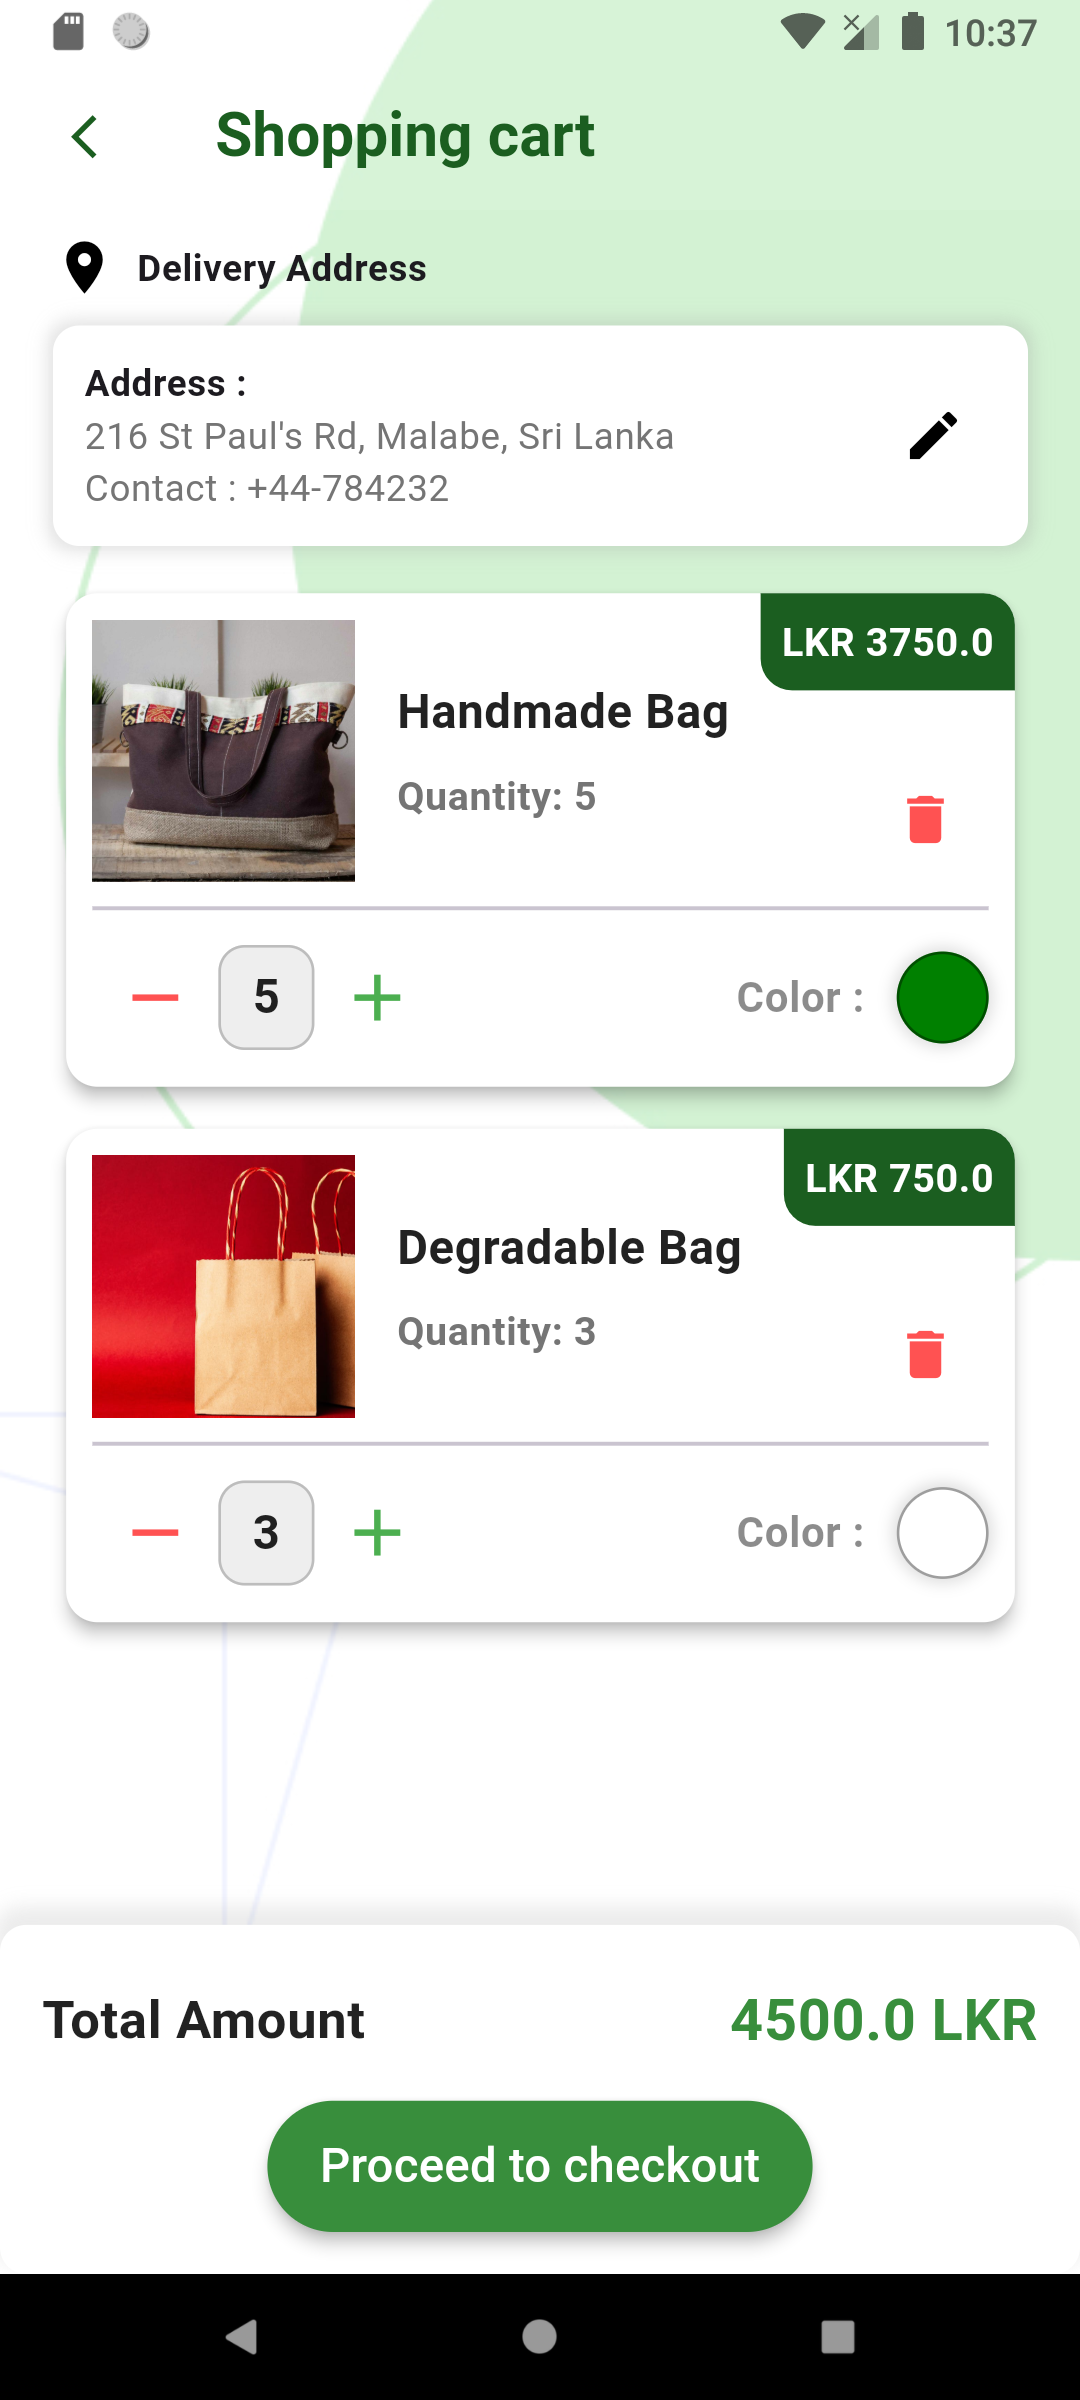 10:37
Shopping cart
Delivery Address
Address :
216 St Paul's Rd, Malabe, Sri Lanka
Contact : +44-784232
LKR 3750.0
Handmade Bag
Quantity: 5
5
Color :
LKR 750.0
Degradable Bag
Quantity: 3
3
Color :
Total Amount
4500.0 LKR
Proceed to checkout